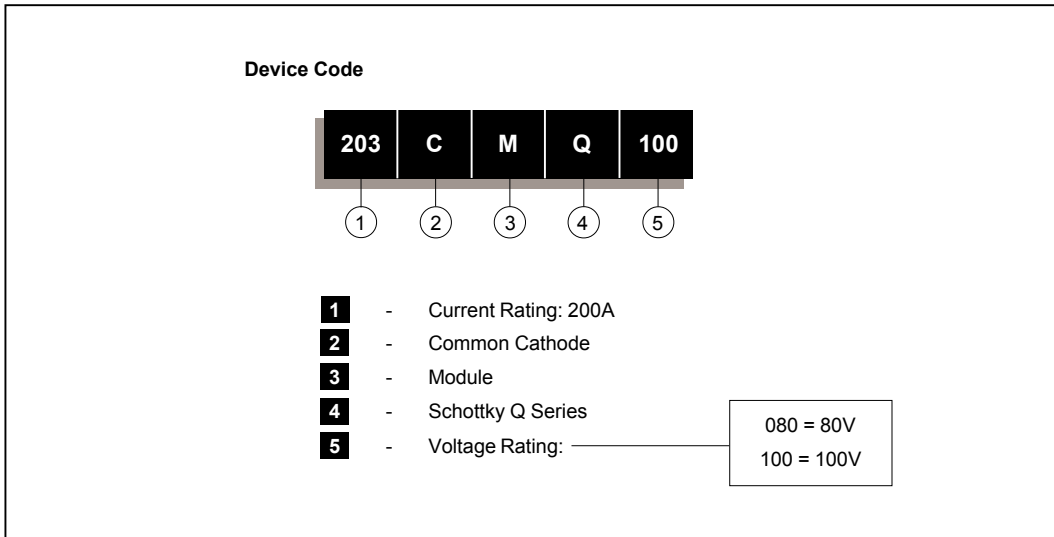 Device Code
203 C M Q 100
1 2 3 4 5
1 - Current Rating: 200A
2 - Common Cathode
3 - Module
4 - Schottky Q Series
5 - Voltage Rating:
080 = 80V
100 = 100V